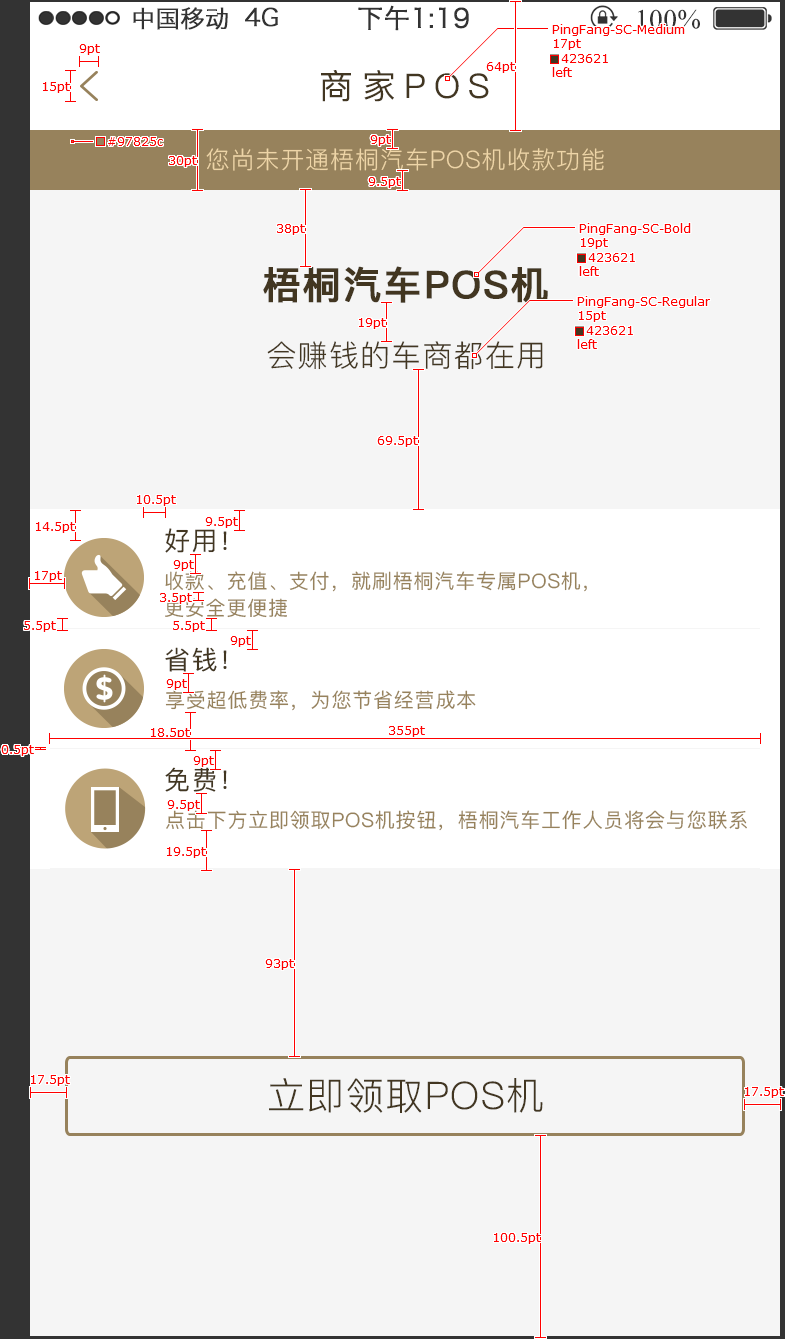 中国移动 4G 下午1:19 100%
PingFang-SC-Medium
17pt
423621
left
64pt
9pt
15pt
商家POS
#97825c
30pt
9pt
您尚未开通梧桐汽车POS机收款功能
9.5pt
38pt
PingFang-SC-Bold
19pt
423621
left
梧桐汽车POS机
PingFang-SC-Regular
15pt
423621
left
19pt
会赚钱的车商都在用
69.5pt
10.5pt
14.5pt
9.5pt
好用！
9pt
17pt
收款、充值、支付，就刷梧桐汽车专属POS机，
3.5pt
更安全更便捷
5.5pt
5.5pt
9pt
省钱！
9pt
享受超低费率，为您节省经营成本
18.5pt
355pt
0.5pt
9pt
免费！
9.5pt
点击下方立即领取POS机按钮，梧桐汽车工作人员将会与您联系
19.5pt
93pt
17.5pt
立即领取POS机
17.5pt
100.5pt